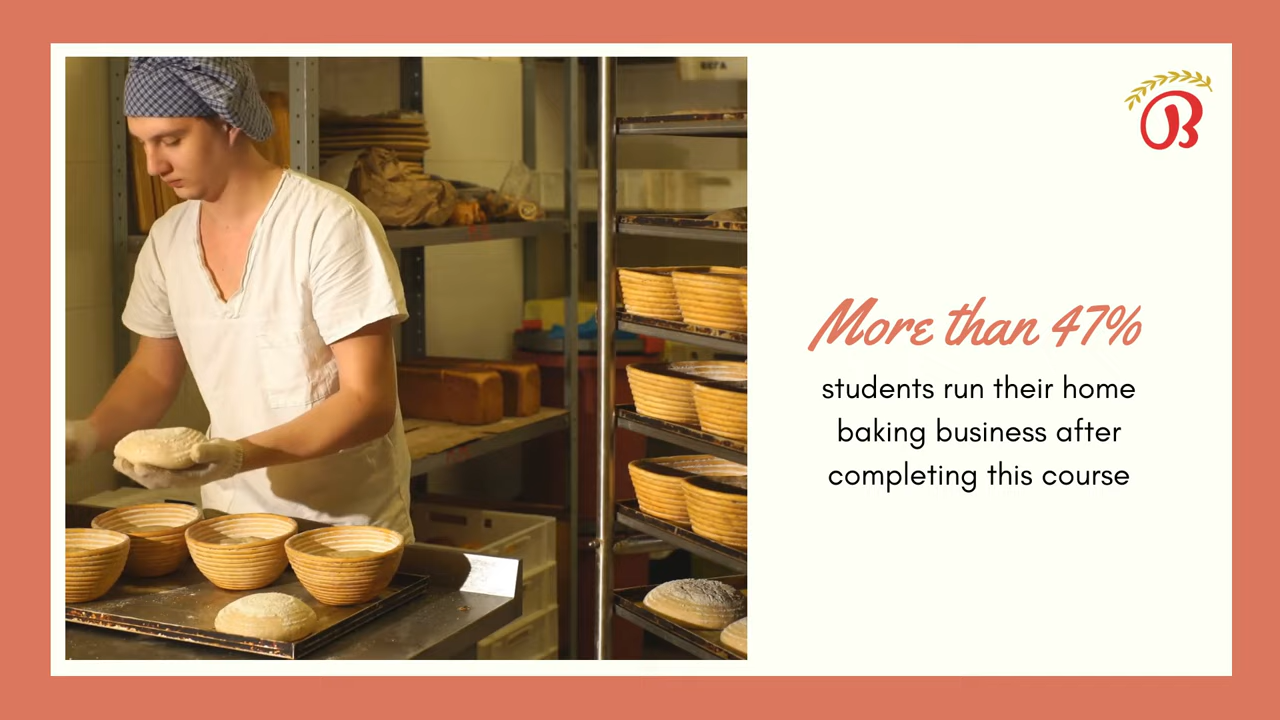 B
More than 47%
students run their home
baking business after
completing this course